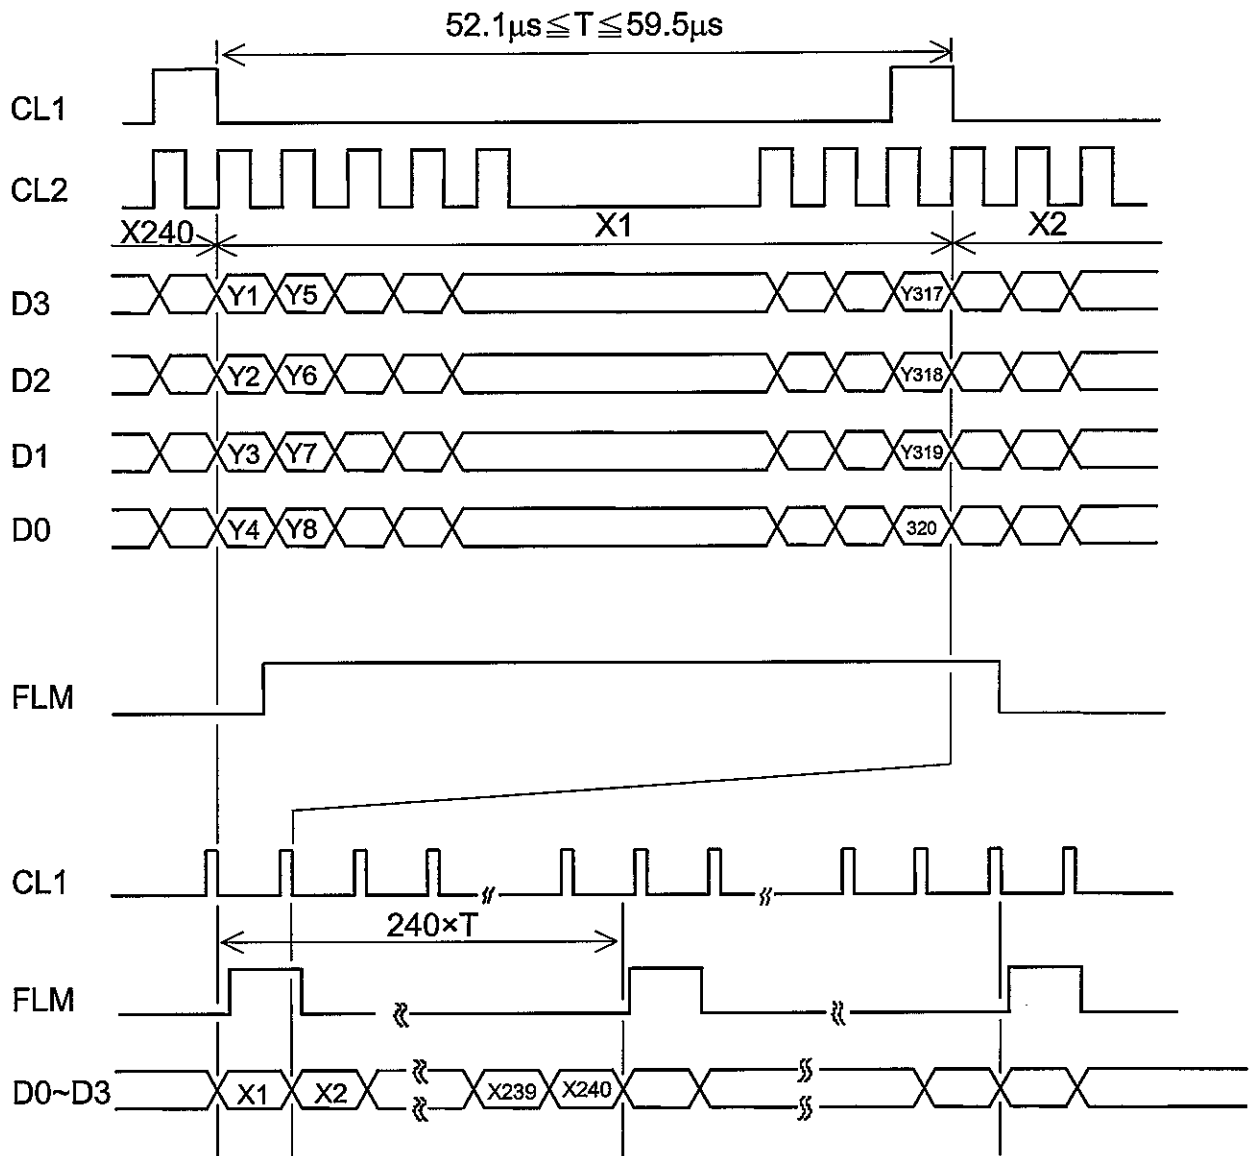 52.1μs≦T≦59.5μs
CL1
CL2
X240 X1 X2
D3 Y1 Y5 Y317
D2 Y2 Y6 Y318
D1 Y3 Y7 Y319
D0 Y4 Y8 320
FLM
CL1
240×T
FLM
D0~D3 X1 X2 X239 X240